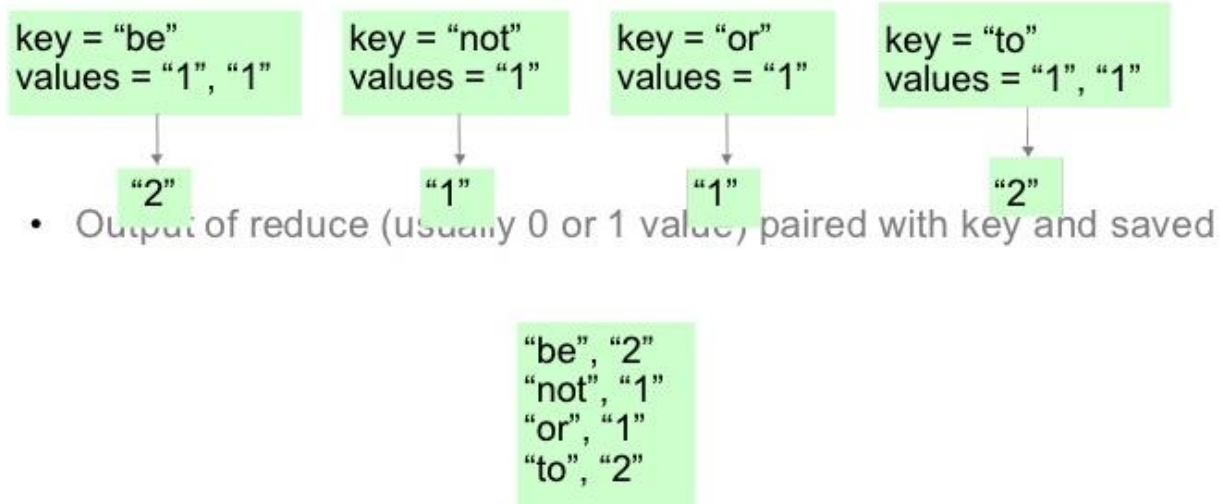 key = “be”
values = “1”, “1”
key = “not”
values = “1”
key = “or”
values = “1”
key = “to”
values = “1”, “1”
“2”
“1”
“1”
“2”
• Output of reduce (usually 0 or 1 value) paired with key and saved
“be”, “2”
“not”, “1”
“or”, “1”
“to”, “2”